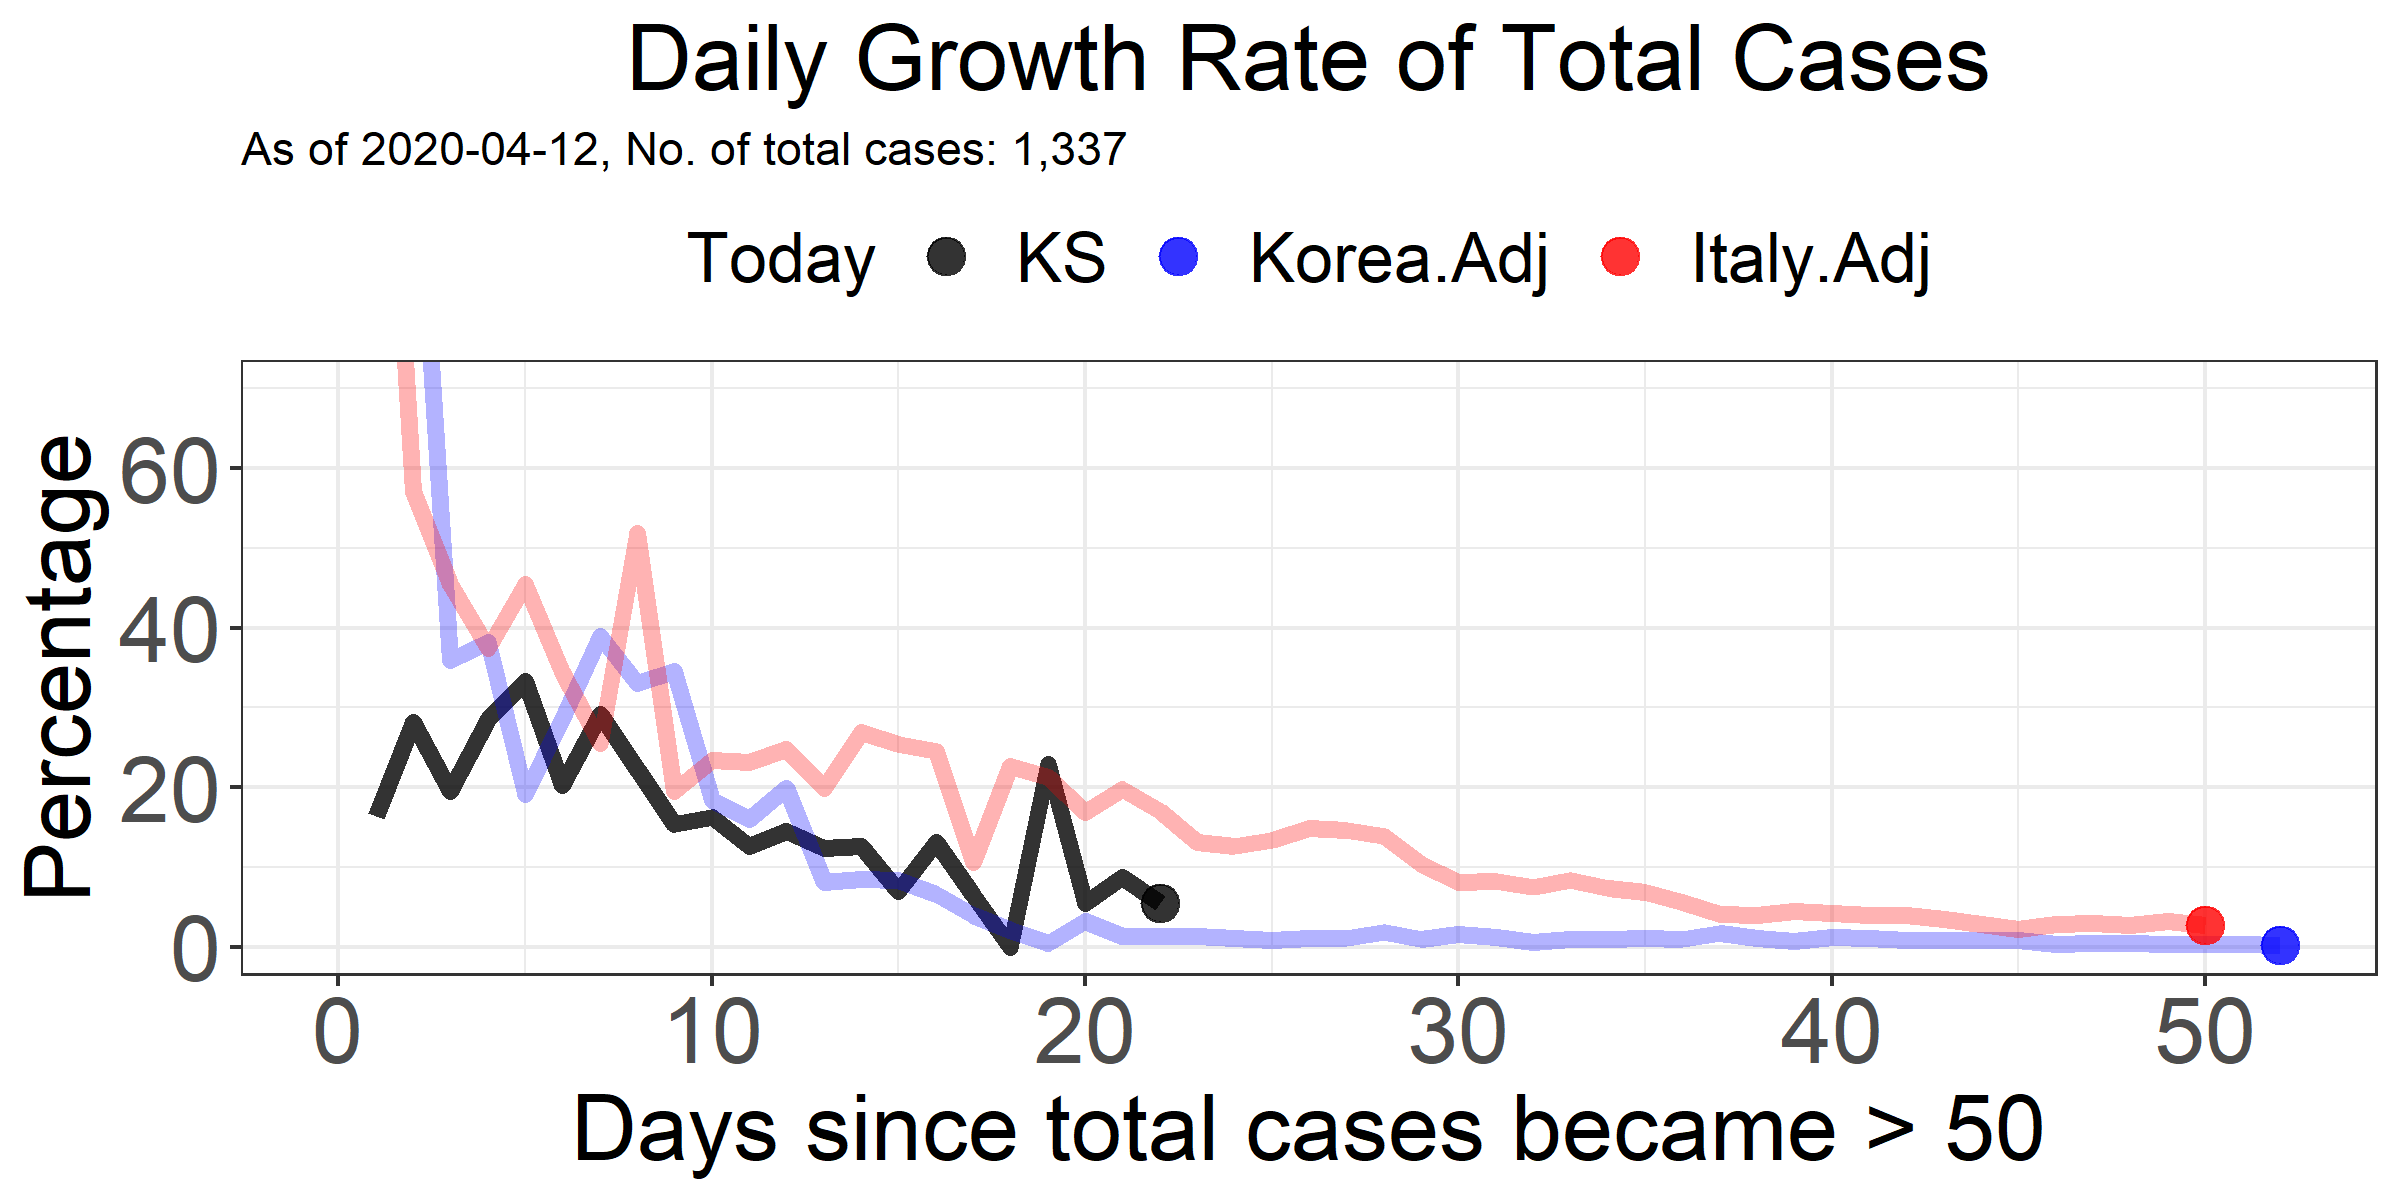 Daily Growth Rate of Total Cases
As of 2020-04-12, No. of total cases: 1,337
Today KS Korea.Adj Italy.Adj
Percentage
60
40
20
0
0 10 20 30 40 50
Days since total cases became > 50